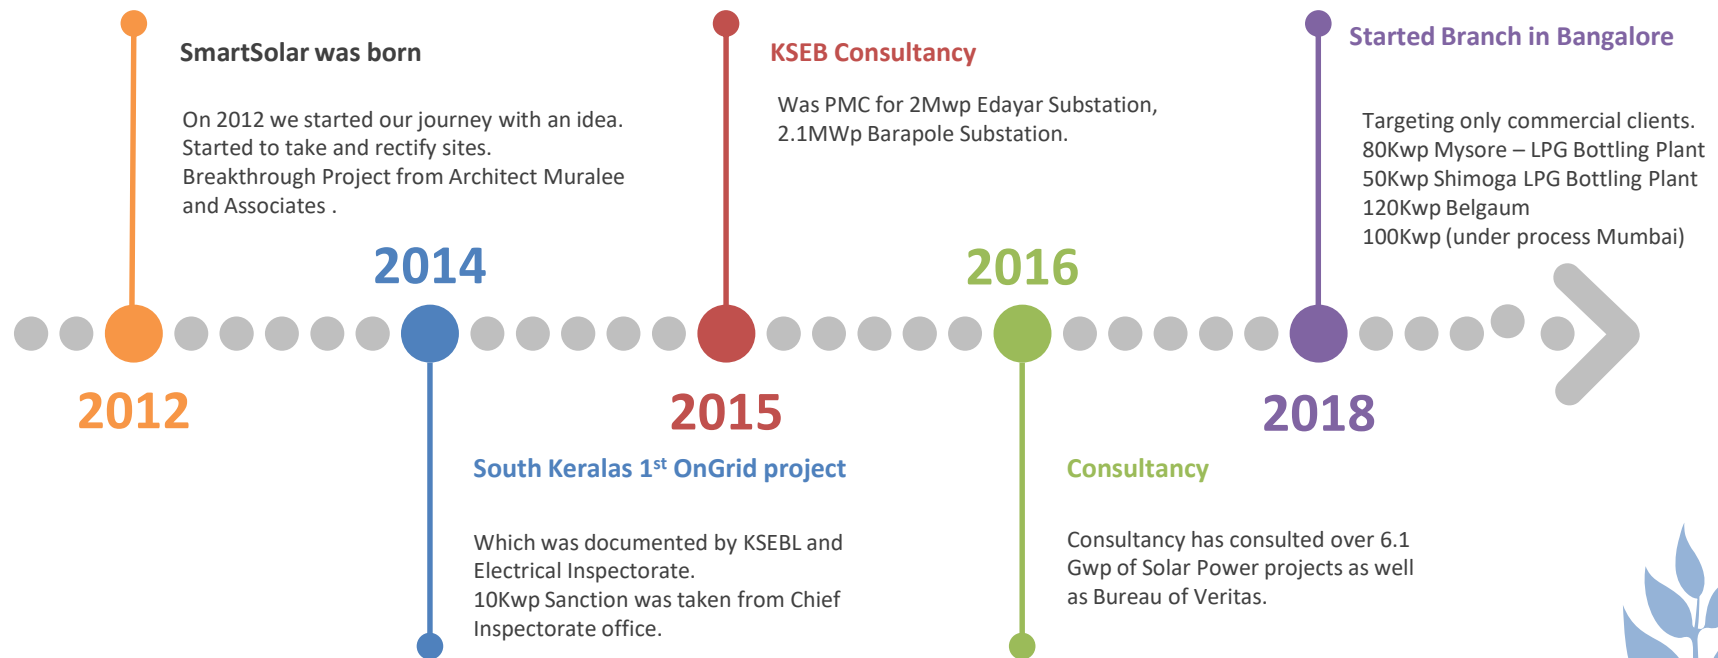 SmartSolar was born
On 2012 we started our journey with an idea.
Started to take and rectify sites.
Breakthrough Project from Architect Muralee
and Associates .
2012
2014
South Keralas 1st OnGrid project
Which was documented by KSEBL and
Electrical Inspectorate.
10Kwp Sanction was taken from Chief
Inspectorate office.
KSEB Consultancy
Was PMC for 2Mwp Edayar Substation,
2.1MWp Barapole Substation.
2015
2016
Consultancy
Consultancy has consulted over 6.1
Gwp of Solar Power projects as well
as Bureau of Veritas.
Started Branch in Bangalore
Targeting only commercial clients.
80Kwp Mysore – LPG Bottling Plant
50Kwp Shimoga LPG Bottling Plant
120Kwp Belgaum
100Kwp (under process Mumbai)
2018